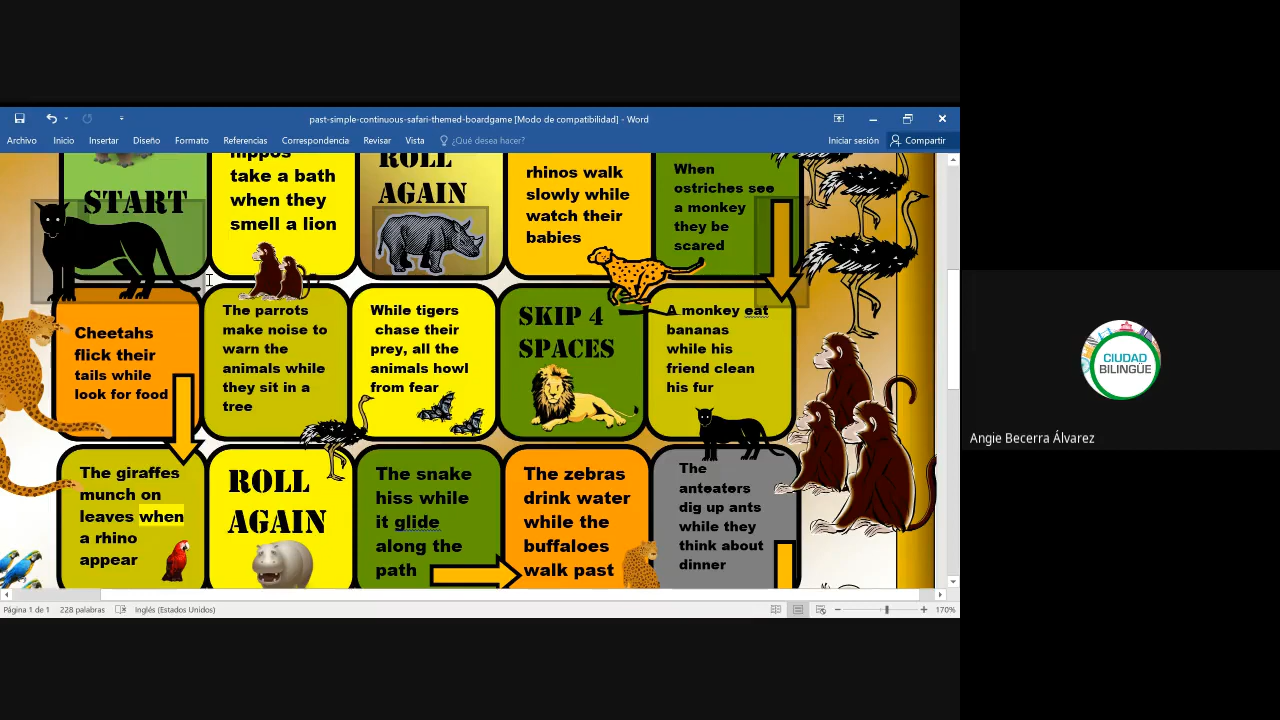 past-simple-continuous-safari-themed-boardgame [Modo de compatibilidad] - Word
Archivo Inicio Insertar Diseño Formato Referencias Correspondencia Revisar Vista ¿Qué desea hacer? Iniciar sesión Compartir
START
hippos
take a bath
when they
smell a lion
ROLL
AGAIN
rhinos walk
slowly while
watch their
babies
When
ostriches see
a monkey
they be
scared
Cheetahs
flick their
tails while
look for food
The parrots
make noise to
warn the
animals while
they sit in a
tree
While tigers
chase their
prey, all the
animals howl
from fear
SKIP 4
SPACES
A monkey eat
bananas
while his
friend clean
his fur
The giraffes
munch on
leaves when
a rhino
appear
ROLL
AGAIN
The snake
hiss while
it glide
along the
path
The zebras
drink water
while the
buffaloes
walk past
The
anteaters
dig up ants
while they
think about
dinner
CIUDAD
BILINGÜE
Angie Becerra Álvarez
Página 1 de 1 228 palabras Inglés (Estados Unidos) 170%